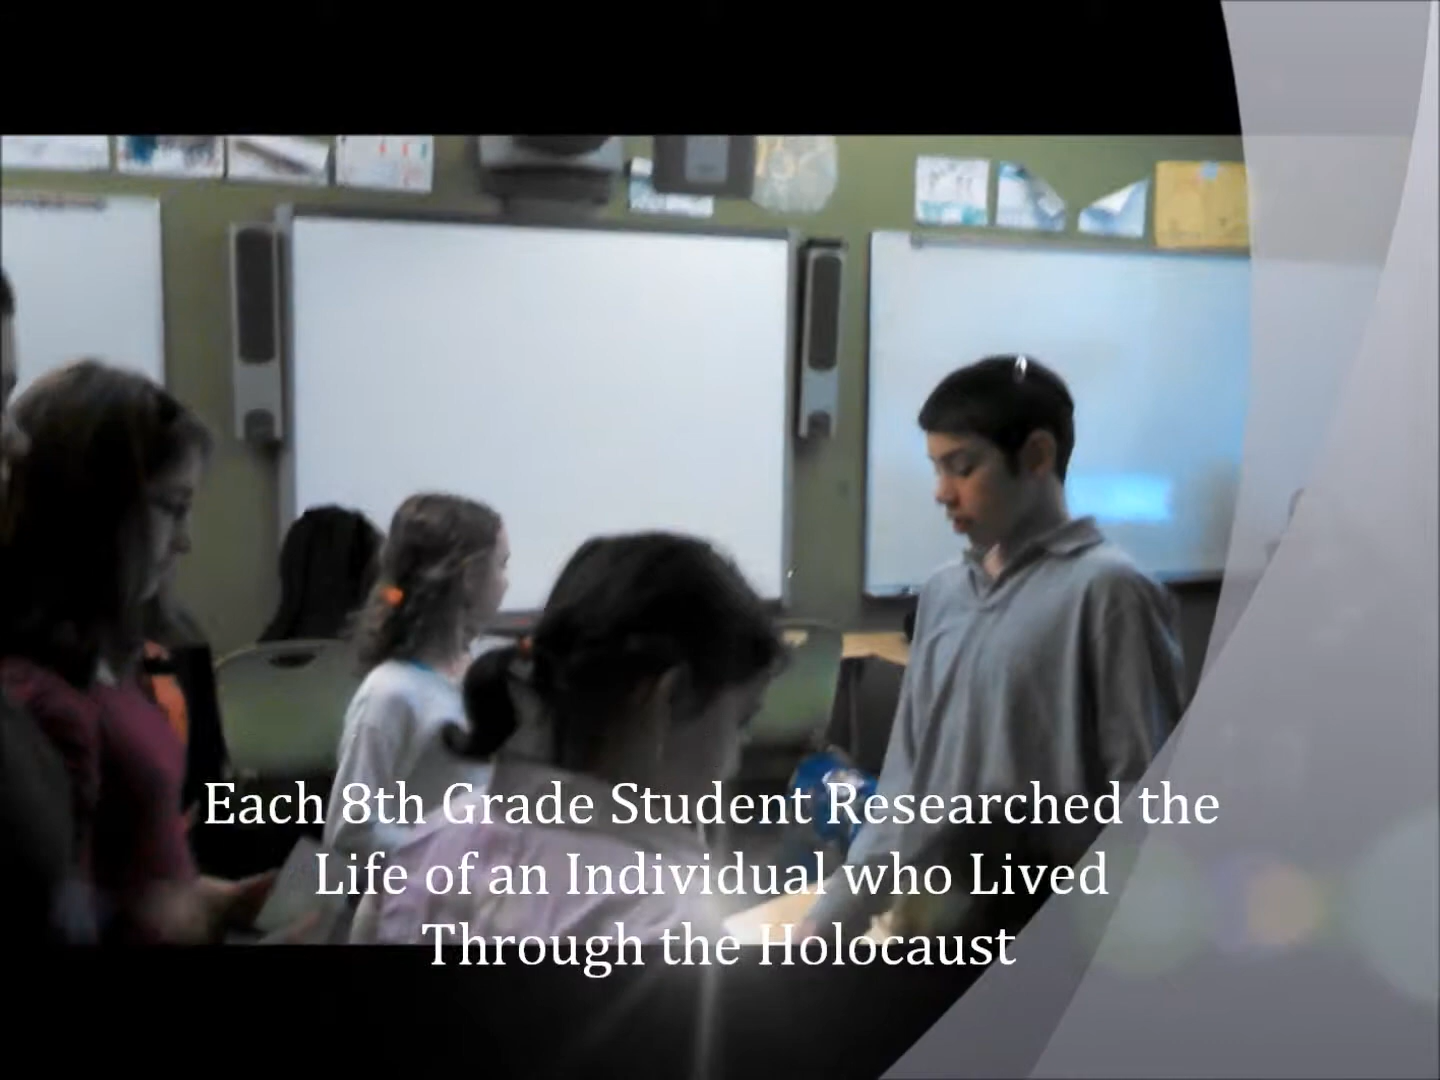 Each 8th Grade Student Researched the
Life of an Individual who Lived
Through the Holocaust